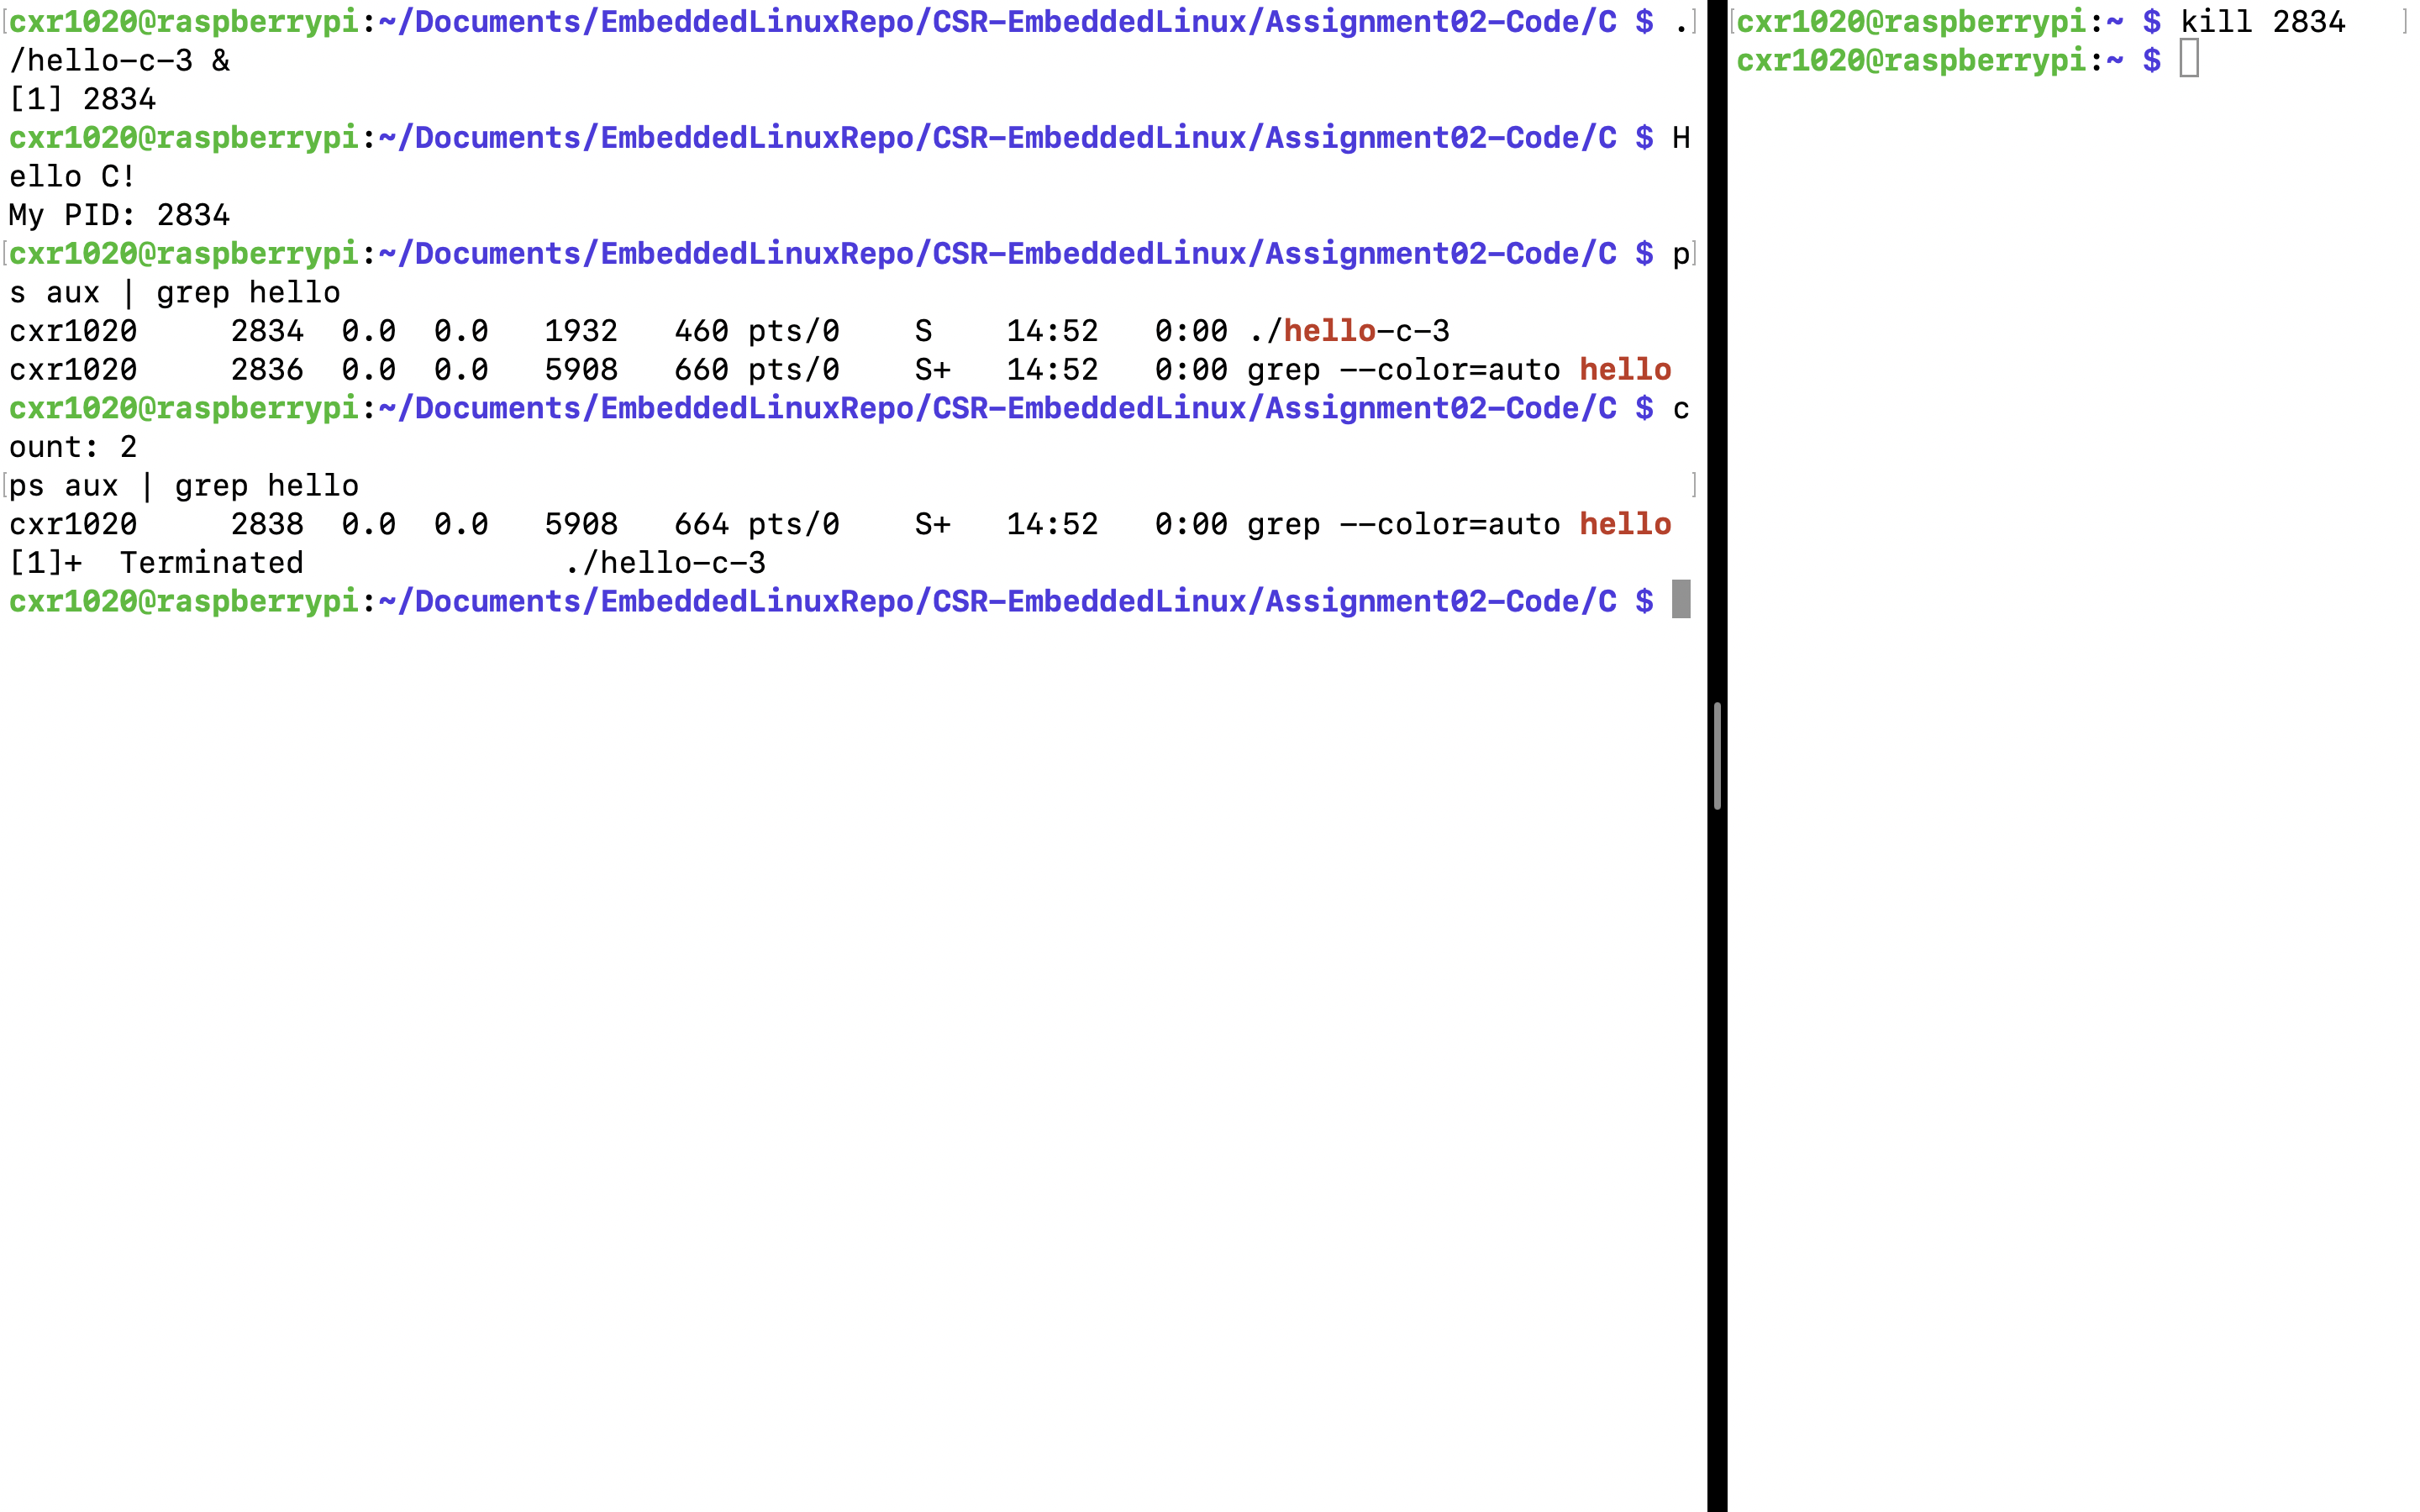 cxr1020@raspberrypi:~/Documents/EmbeddedLinuxRepo/CSR-EmbeddedLinux/Assignment02-Code/C $ .
/hello-c-3 &
[1] 2834
cxr1020@raspberrypi:~/Documents/EmbeddedLinuxRepo/CSR-EmbeddedLinux/Assignment02-Code/C $ H
ello C!
My PID: 2834
cxr1020@raspberrypi:~/Documents/EmbeddedLinuxRepo/CSR-EmbeddedLinux/Assignment02-Code/C $ p
s aux | grep hello
cxr1020     2834  0.0  0.0   1932   460 pts/0    S    14:52   0:00 ./hello-c-3
cxr1020     2836  0.0  0.0   5908   660 pts/0    S+   14:52   0:00 grep --color=auto hello
cxr1020@raspberrypi:~/Documents/EmbeddedLinuxRepo/CSR-EmbeddedLinux/Assignment02-Code/C $ c
ount: 2
ps aux | grep hello
cxr1020     2838  0.0  0.0   5908   664 pts/0    S+   14:52   0:00 grep --color=auto hello
[1]+  Terminated              ./hello-c-3
cxr1020@raspberrypi:~/Documents/EmbeddedLinuxRepo/CSR-EmbeddedLinux/Assignment02-Code/C $
cxr1020@raspberrypi:~ $ kill 2834
cxr1020@raspberrypi:~ $